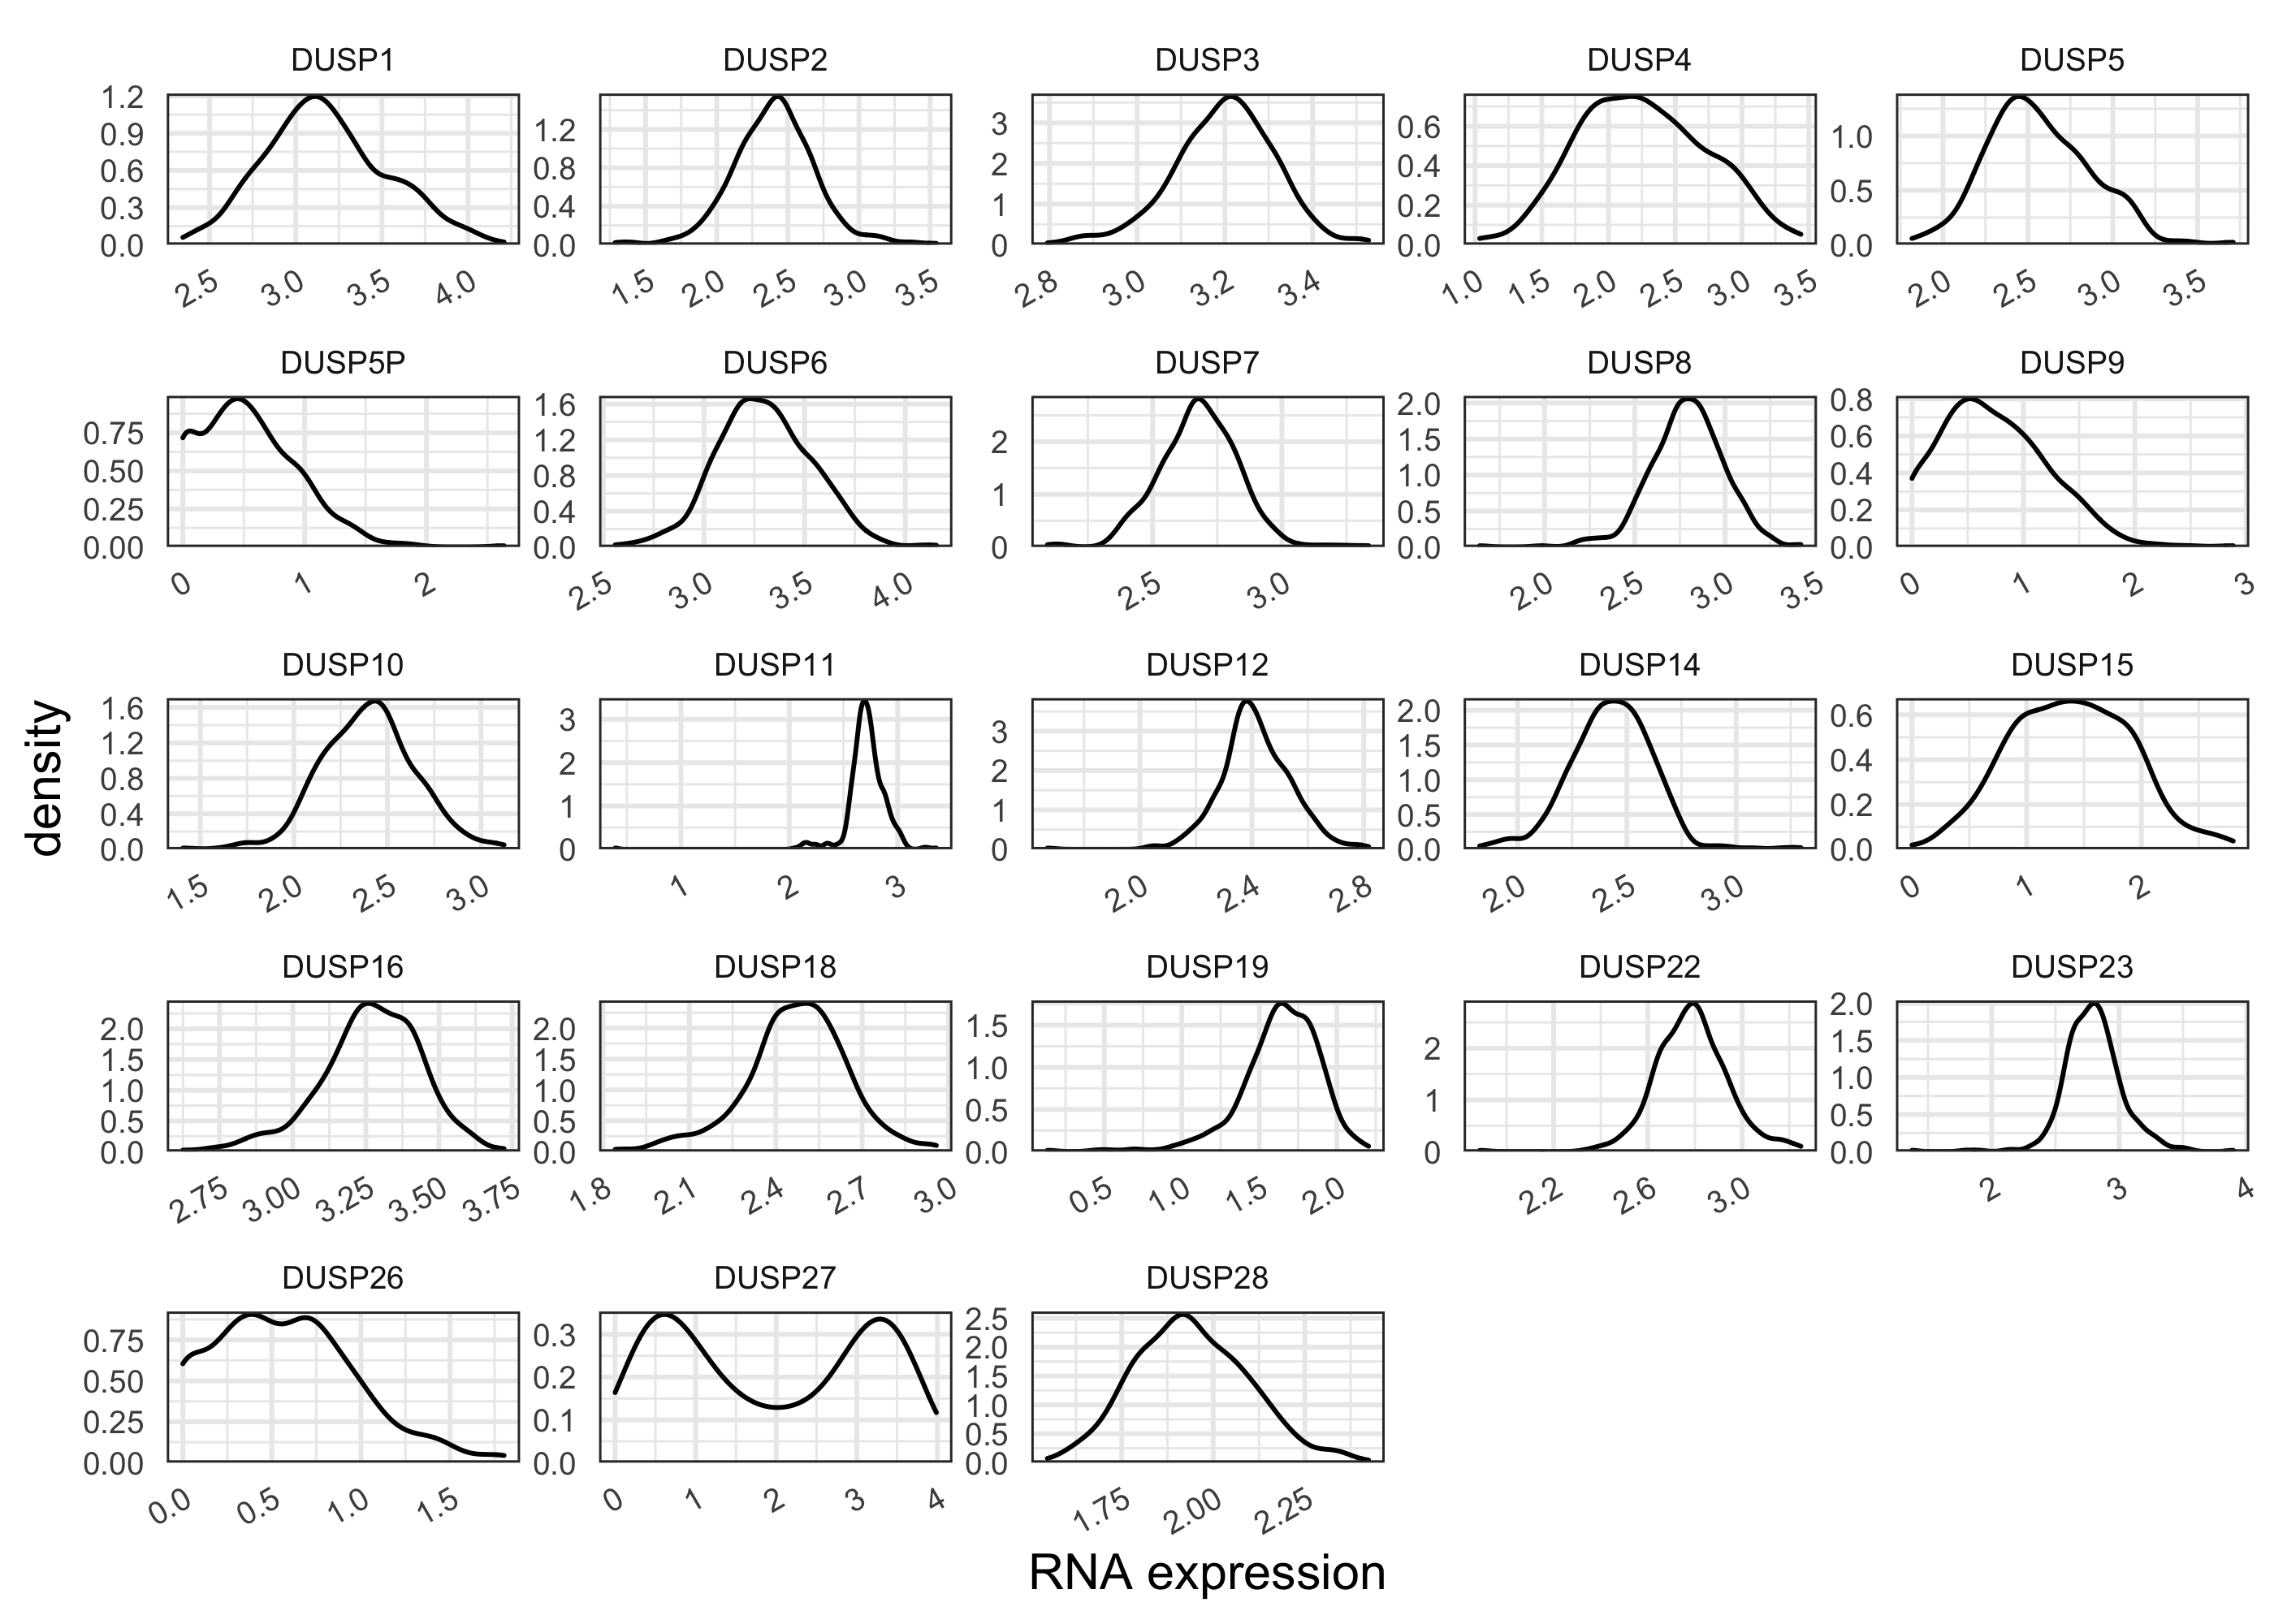 DUSP1 DUSP2 DUSP3 DUSP4 DUSP5
1.2 0.9 0.6 0.3 0.0
1.2 0.8 0.4 0.0
3 2 1 0
0.6 0.4 0.2 0.0
1.0 0.5 0.0
2.5 3.0 3.5 4.0
1.5 2.0 2.5 3.0 3.5
2.8 3.0 3.2 3.4
1.0 1.5 2.0 2.5 3.0 3.5
2.0 2.5 3.0 3.5
DUSP5P DUSP6 DUSP7 DUSP8 DUSP9
0.75 0.50 0.25 0.00
1.6 1.2 0.8 0.4 0.0
2 1 0
2.0 1.5 1.0 0.5 0.0
0.8 0.6 0.4 0.2 0.0
0 1 2
2.5 3.0 3.5 4.0
2.5 3.0
2.0 2.5 3.0 3.5
0 1 2 3
density
DUSP10 DUSP11 DUSP12 DUSP14 DUSP15
1.6 1.2 0.8 0.4 0.0
3 2 1 0
3 2 1 0
2.0 1.5 1.0 0.5 0.0
0.6 0.4 0.2 0.0
1.5 2.0 2.5 3.0
1 2 3
2.0 2.4 2.8
2.0 2.5 3.0
0 1 2
DUSP16 DUSP18 DUSP19 DUSP22 DUSP23
2.0 1.5 1.0 0.5 0.0
2.0 1.5 1.0 0.5 0.0
1.5 1.0 0.5 0.0
2 1 0
2.0 1.5 1.0 0.5 0.0
2.75 3.00 3.25 3.50 3.75
1.8 2.1 2.4 2.7 3.0
0.5 1.0 1.5 2.0
2.2 2.6 3.0
2 3 4
DUSP26 DUSP27 DUSP28
0.75 0.50 0.25 0.00
0.3 0.2 0.1 0.0
2.5 2.0 1.5 1.0 0.5 0.0
0.0 0.5 1.0 1.5
0 1 2 3 4
1.75 2.00 2.25
RNA expression